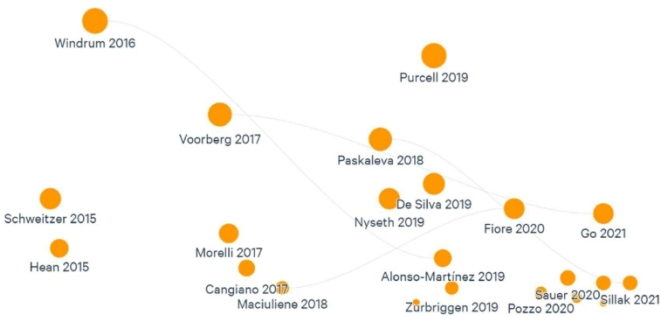 Windrum 2016
Purcell 2019
Voorberg 2017
Paskaleva 2018
De Silva 2019
Schweitzer 2015
Nyseth 2019
Fiore 2020
Go 2021
Morelli 2017
Hean 2015
Alonso-Martínez 2019
Cangiano 2017
Maciuliene 2018
Sauer 2020
Sillak 2021
Zurbriggen 2019
Pozzo 2020